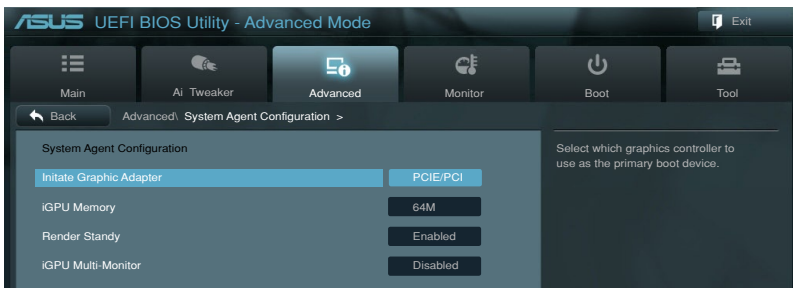 ASUS UEFI BIOS Utility - Advanced Mode
Exit
Main
Ai Tweaker
Advanced
Monitor
Boot
Tool
Back
Advanced\ System Agent Configuration >
System Agent Configuration
Initate Graphic Adapter PCIE/PCI
iGPU Memory 64M
Render Standy Enabled
iGPU Multi-Monitor Disabled
Select which graphics controller to
use as the primary boot device.